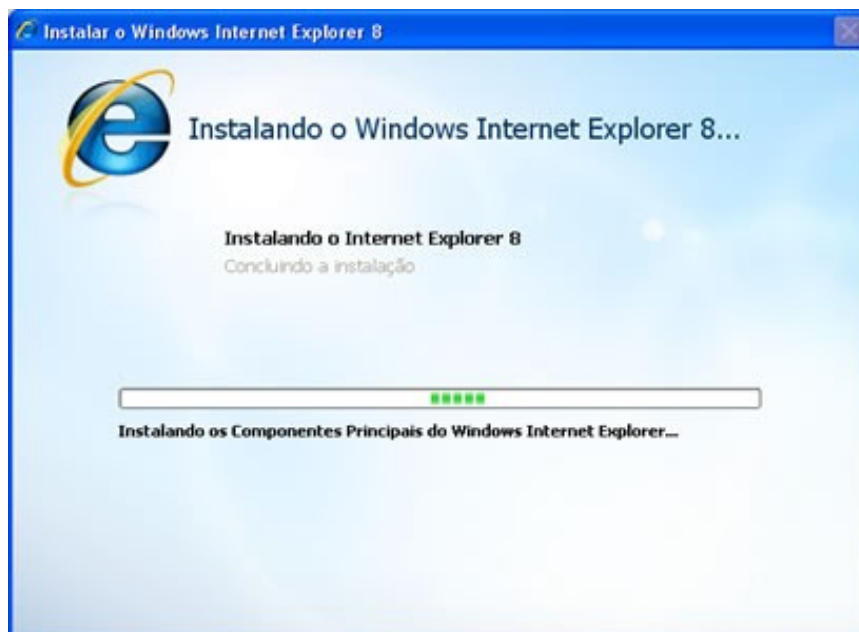 Instalar o Windows Internet Explorer 8
Instalando o Windows Internet Explorer 8...
Instalando o Internet Explorer 8
Concluindo a instalação
Instalando os Componentes Principais do Windows Internet Explorer...